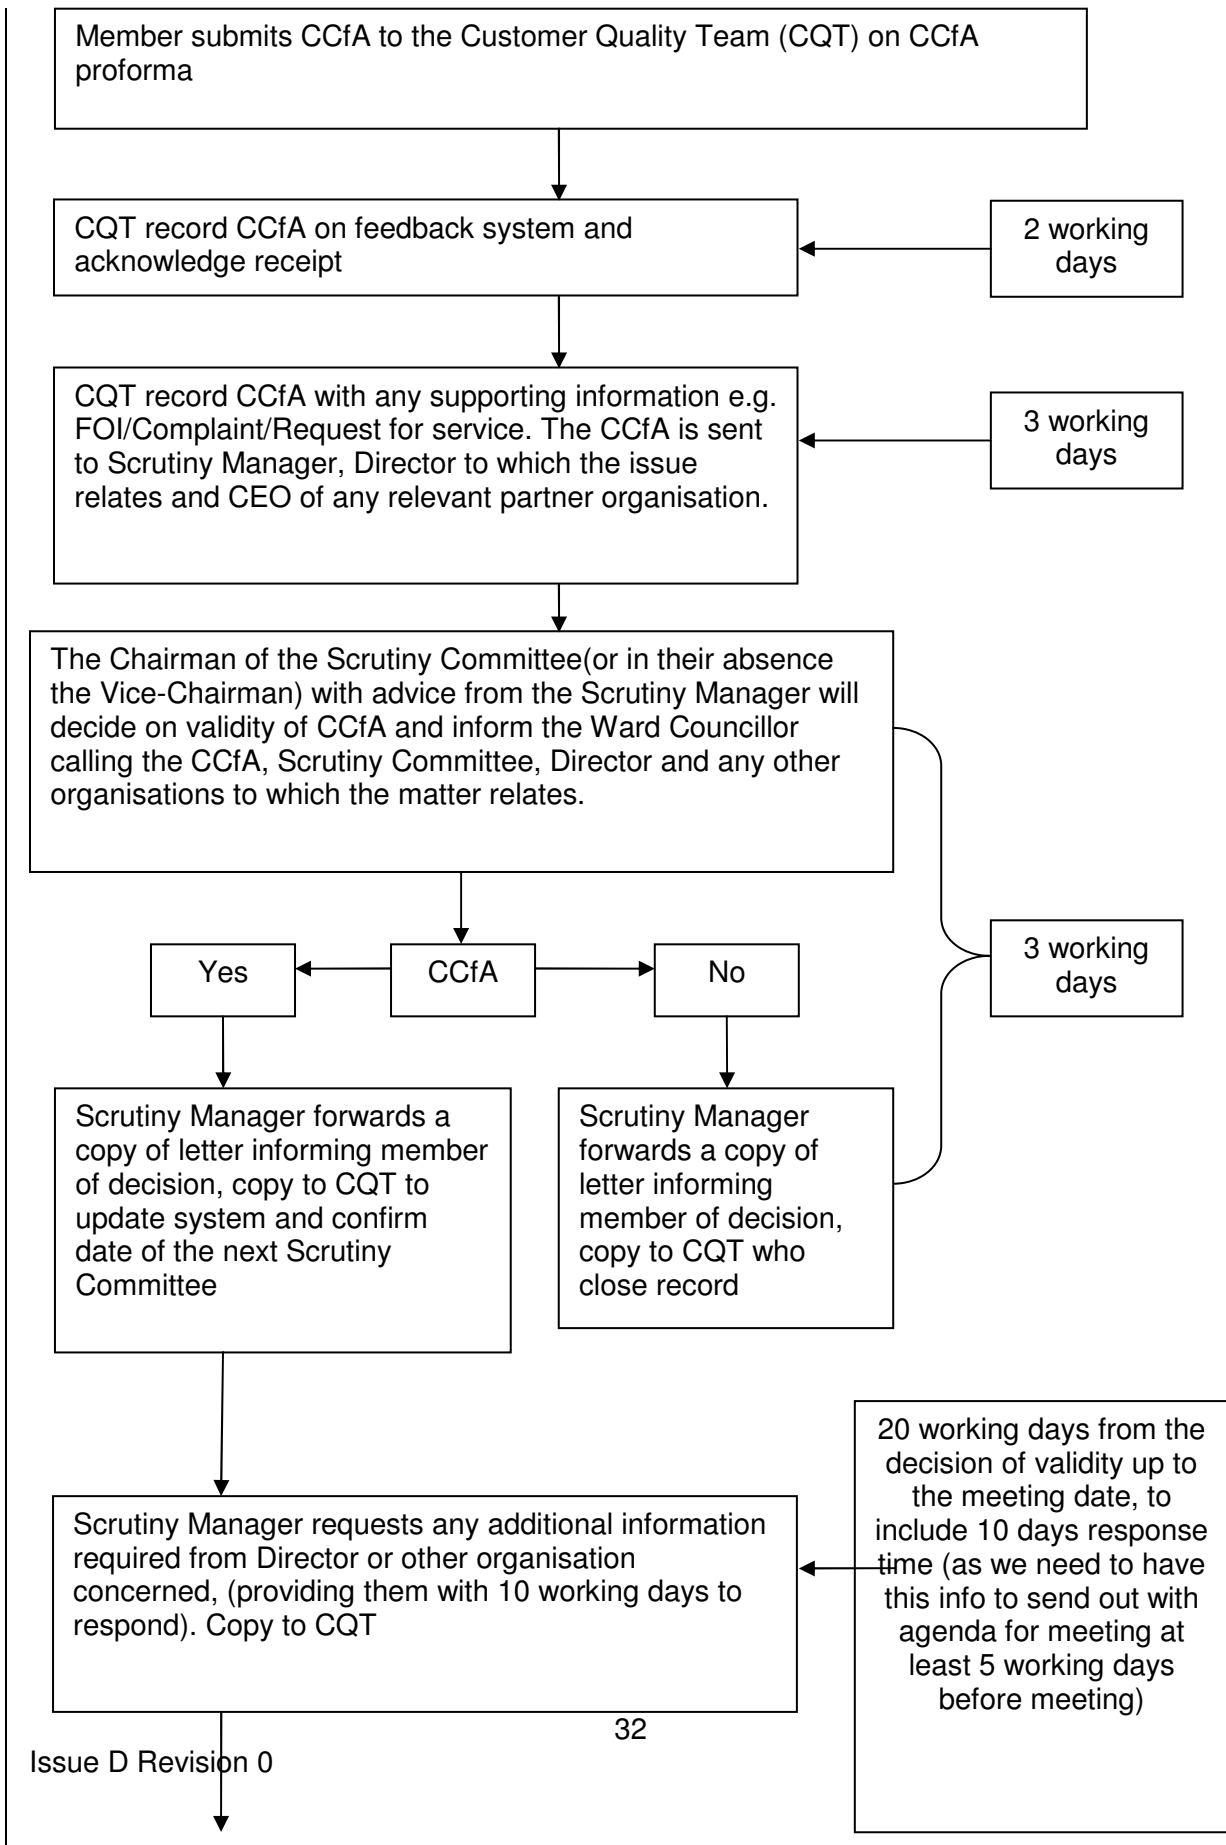 Member submits CCfA to the Customer Quality Team (CQT) on CCfA
proforma
CQT record CCfA on feedback system and
acknowledge receipt
2 working
days
CQT record CCfA with any supporting information e.g.
FOI/Complaint/Request for service. The CCfA is sent
to Scrutiny Manager, Director to which the issue
relates and CEO of any relevant partner organisation.
3 working
days
The Chairman of the Scrutiny Committee(or in their absence
the Vice-Chairman) with advice from the Scrutiny Manager will
decide on validity of CCfA and inform the Ward Councillor
calling the CCfA, Scrutiny Committee, Director and any other
organisations to which the matter relates.
Yes
CCfA
No
3 working
days
Scrutiny Manager forwards a
copy of letter informing member
of decision, copy to CQT to
update system and confirm
date of the next Scrutiny
Committee
Scrutiny Manager
forwards a copy of
letter informing
member of decision,
copy to CQT who
close record
Scrutiny Manager requests any additional information
required from Director or other organisation
concerned, (providing them with 10 working days to
respond). Copy to CQT
20 working days from the
decision of validity up to
the meeting date, to
include 10 days response
time (as we need to have
this info to send out with
agenda for meeting at
least 5 working days
before meeting)
32
Issue D Revision 0